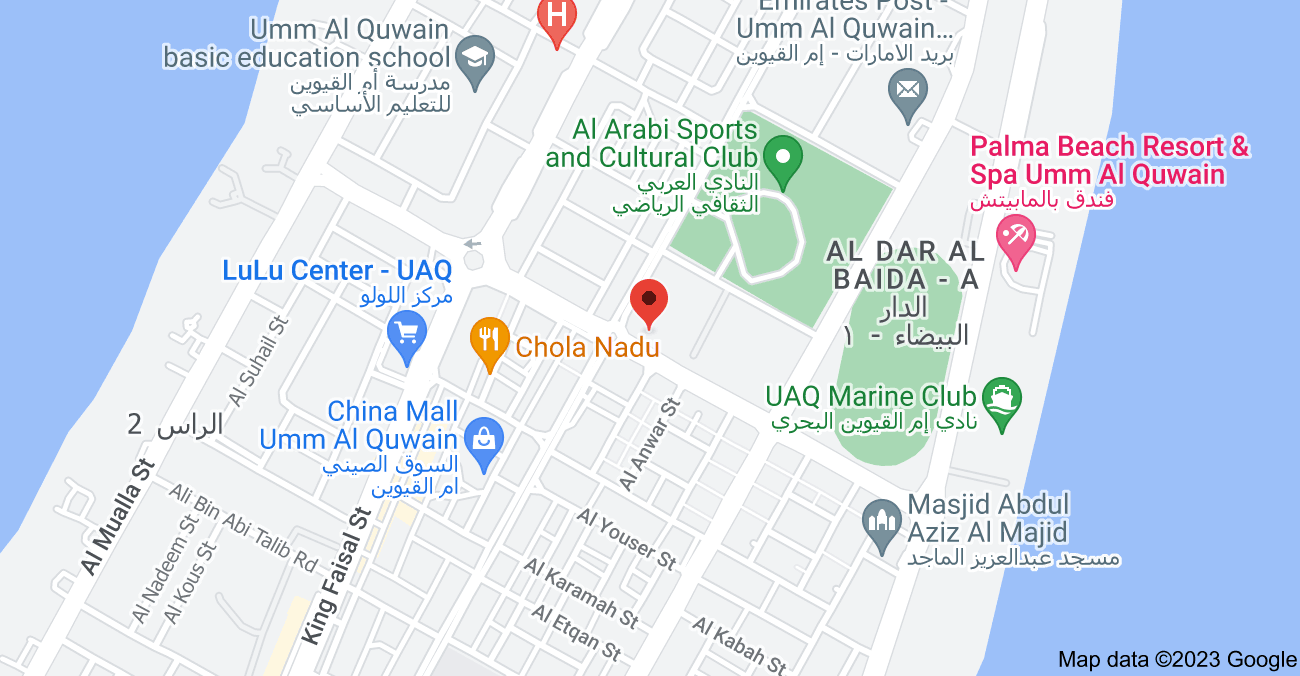 Emirates Post -
Umm Al Quwain...
بريد الامارات - إم القيوين
H
Umm Al Quwain
basic education school
مدرسة أم القيوين
للتعليم الأساسي
Al Arabi Sports
and Cultural Club
النادي العربي
الثقافي الرياضي
Palma Beach Resort &
Spa Umm Al Quwain
فندق بالمابيتش
AL DAR AL
BAIDA - A
الدار
البيضاء - ١
LuLu Center - UAQ
مركز اللولو
Chola Nadu
Al Suhail St
China Mall
Umm Al Quwain
السوق الصيني
ام القيوين
الراس 2
UAQ Marine Club
نادي إم القيوين البحري
Al Anwar St
Al Mualla St
Ali Bin Abi Talib Rd
Al Nadeem St
Al Kous St
King Faisal St
Al Youser St
Al Karamah St
Al Etqan St
Al Kabah St
Masjid Abdul
Aziz Al Majid
مسجد عبدالعزيز الماجد
Map data ©2023 Google